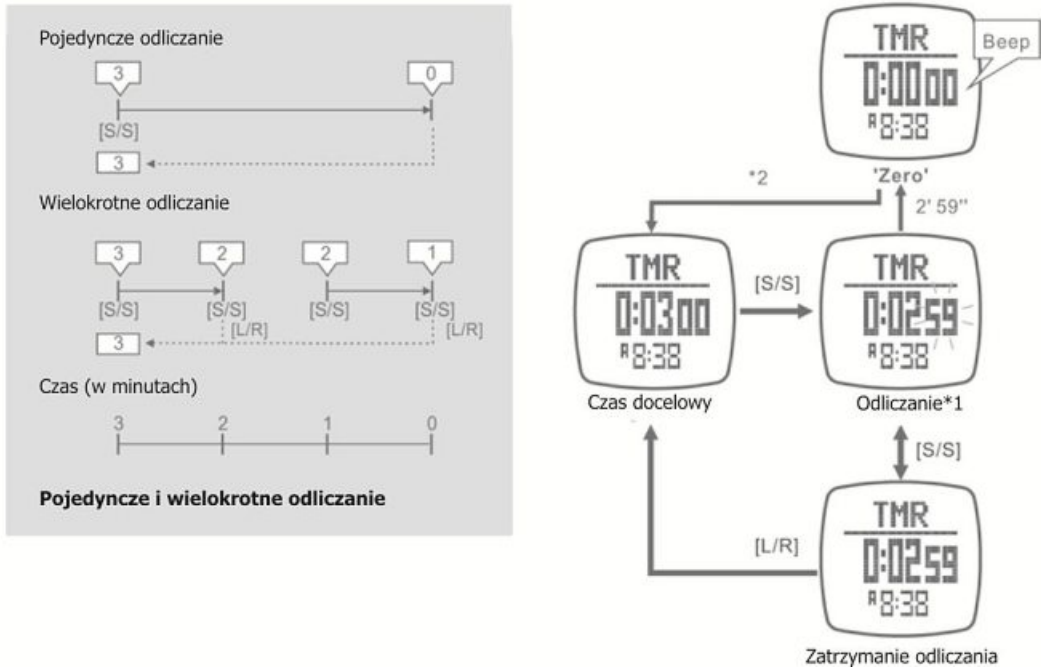 Pojedyncze odliczanie
3 0
[S/S]
3
Wielokrotne odliczanie
3 2 2 1
[S/S] [S/S] [S/S] [S/S]
[L/R] [L/R]
3
Czas (w minutach)
3 2 1 0
Pojedyncze i wielokrotne odliczanie
TMR
0:00 00
A 8:38
Beep
'Zero'
*2
2' 59"
TMR
0:03 00
A 8:38
Czas docelowy
[S/S]
TMR
0:02 59
A 8:38
Odliczanie*1
[S/S]
[L/R]
TMR
0:02 59
A 8:38
Zatrzymanie odliczania